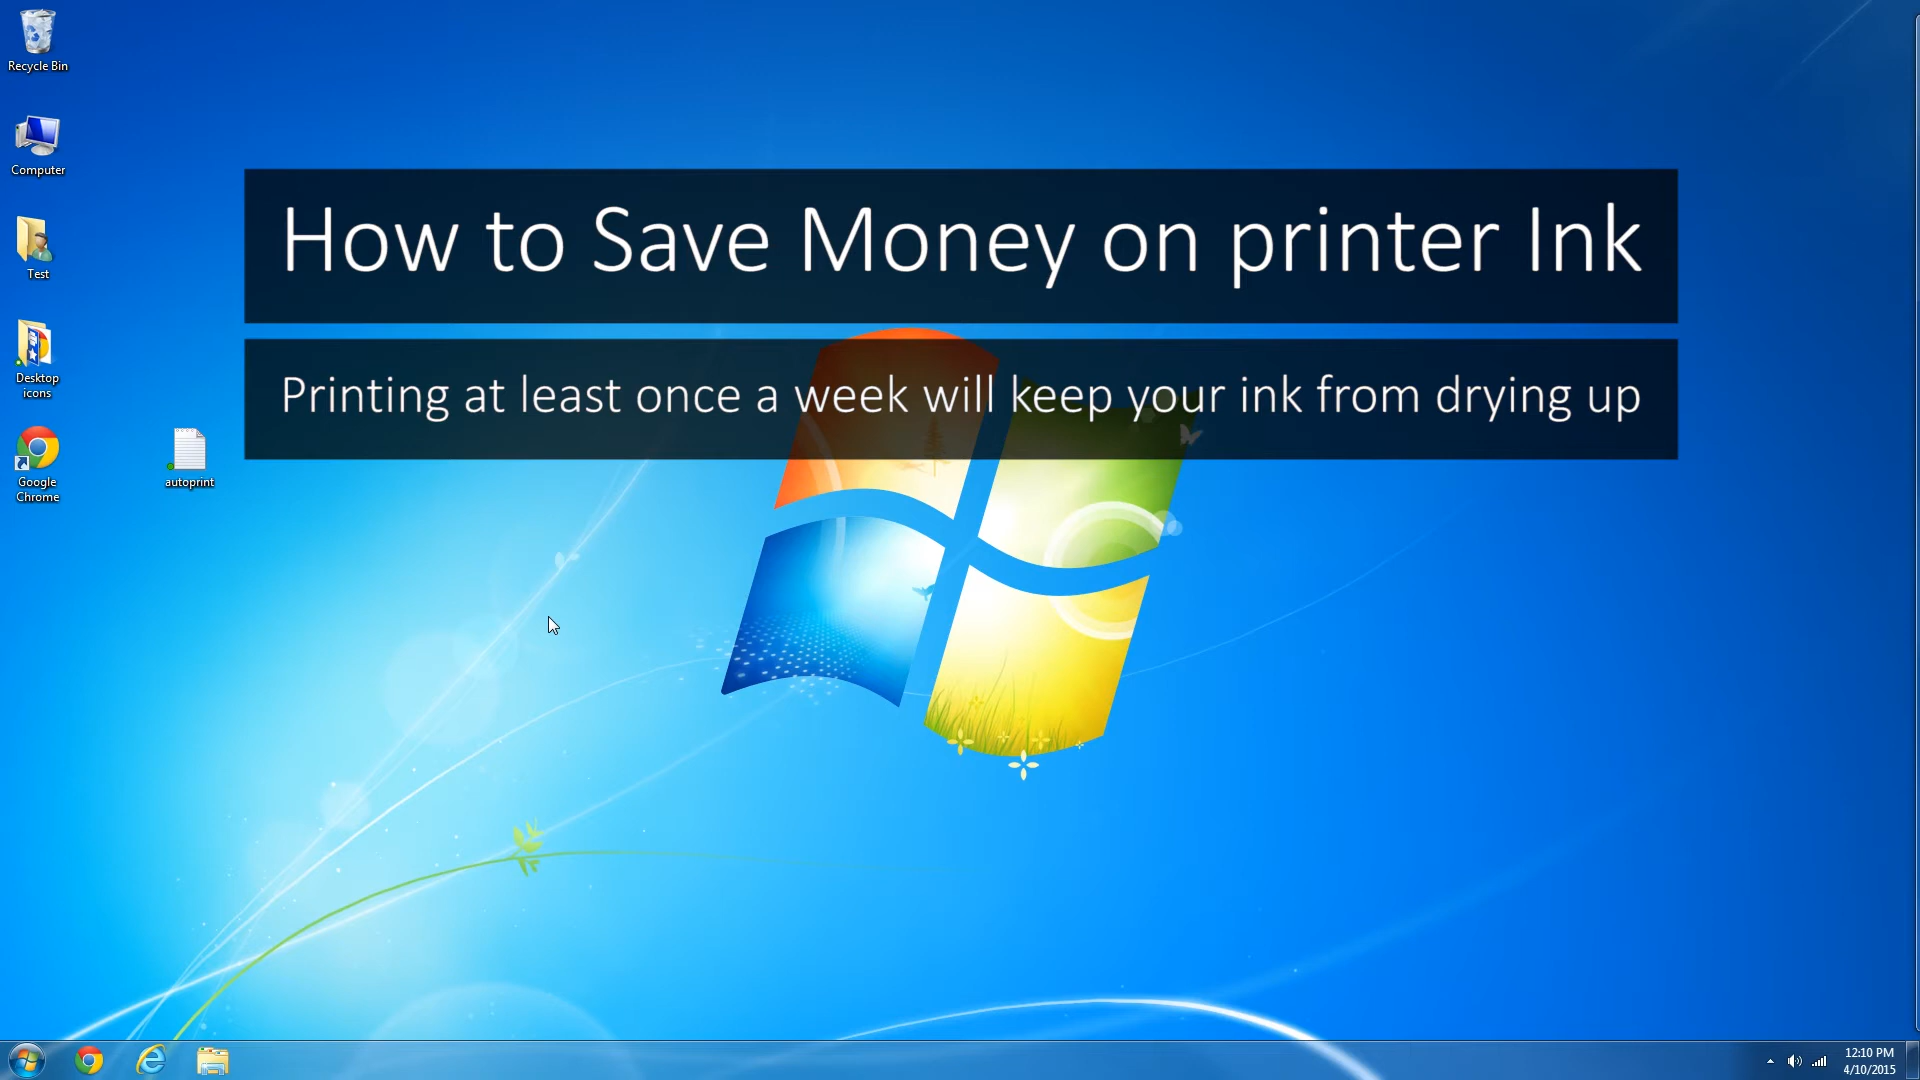 Recycle Bin
Computer
Test
Desktop
icons
Google
Chrome
autoprint
How to Save Money on printer Ink
Printing at least once a week will keep your ink from drying up
12:10 PM
4/10/2015